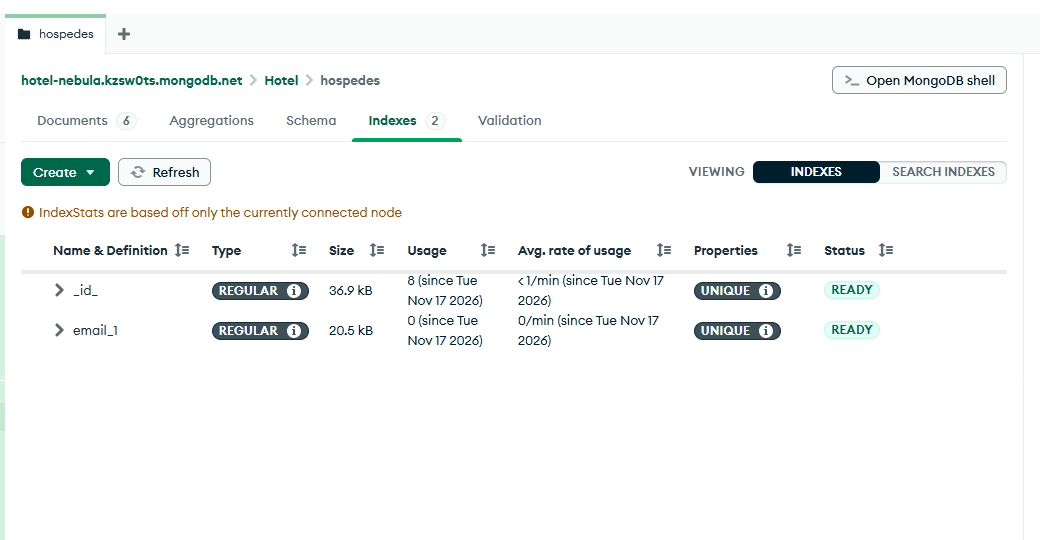 hospedes
hotel-nebula.kzsw0ts.mongodb.net > Hotel > hospedes
>_ Open MongoDB shell
Documents 6 Aggregations Schema Indexes 2 Validation
Create Refresh VIEWING INDEXES SEARCH INDEXES
IndexStats are based off only the currently connected node
Name & Definition Type Size Usage Avg. rate of usage Properties Status
_id_ REGULAR 36.9 kB 8 (since Tue Nov 17 2026) < 1/min (since Tue Nov 17 2026) UNIQUE READY
email_1 REGULAR 20.5 kB 0 (since Tue Nov 17 2026) 0/min (since Tue Nov 17 2026) UNIQUE READY